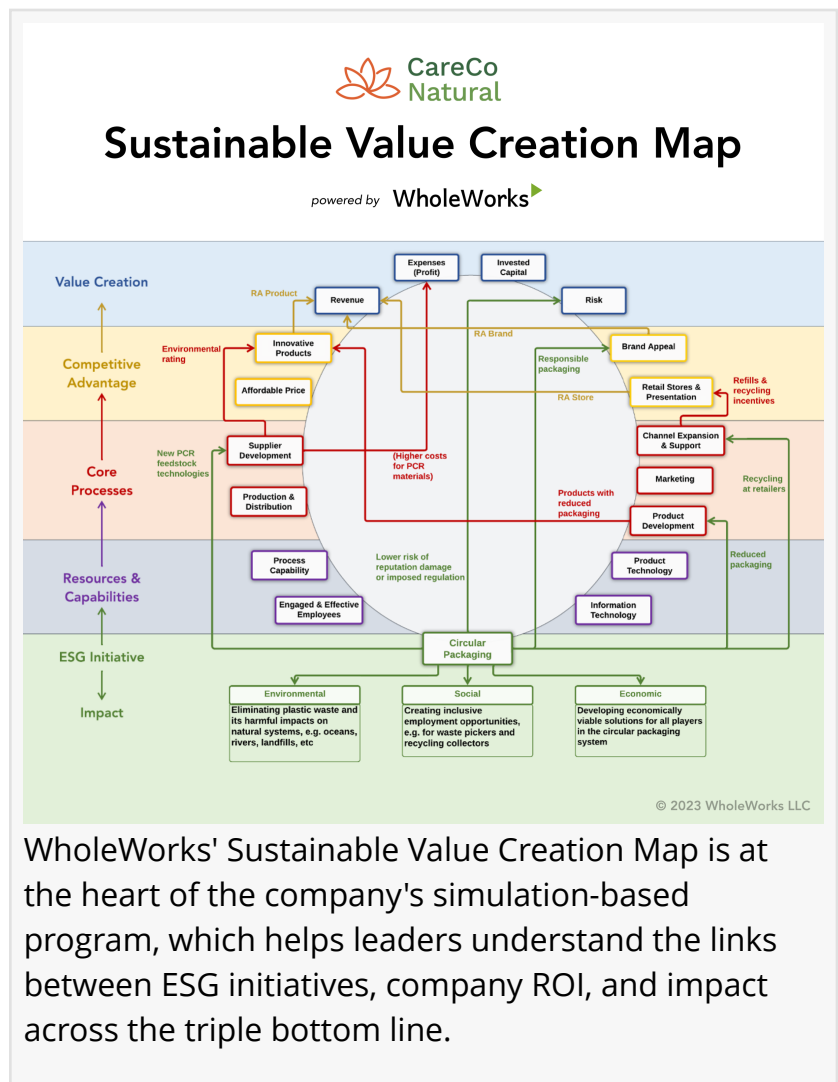 CareCo
Natural
Sustainable Value Creation Map
powered by WholeWorks
Value Creation
Competitive
Advantage
Core
Processes
Resources &
Capabilities
ESG Initiative
Impact
Expenses
(Profit)
Invested
Capital
RA Product
Revenue
Risk
Environmental
rating
Innovative
Products
RA Brand
Brand Appeal
Responsible
packaging
Affordable Price
RA Store
Retail Stores &
Presentation
Refills &
recycling
incentives
New PCR
feedstock
technologies
Supplier
Development
(Higher costs
for PCR
materials)
Channel Expansion
& Support
Marketing
Recycling
at retailers
Production &
Distribution
Products with
reduced
packaging
Product
Development
Process
Capability
Lower risk of
reputation damage
or imposed regulation
Product
Technology
Reduced
packaging
Engaged & Effective
Employees
Information
Technology
Circular
Packaging
Environmental
Eliminating plastic waste and
its harmful impacts on
natural systems, e.g. oceans,
rivers, landfills, etc
Social
Creating inclusive
employment opportunities,
e.g. for waste pickers and
recycling collectors
Economic
Developing economically
viable solutions for all players
in the circular packaging
system
© 2023 WholeWorks LLC
WholeWorks' Sustainable Value Creation Map is at
the heart of the company's simulation-based
program, which helps leaders understand the links
between ESG initiatives, company ROI, and impact
across the triple bottom line.